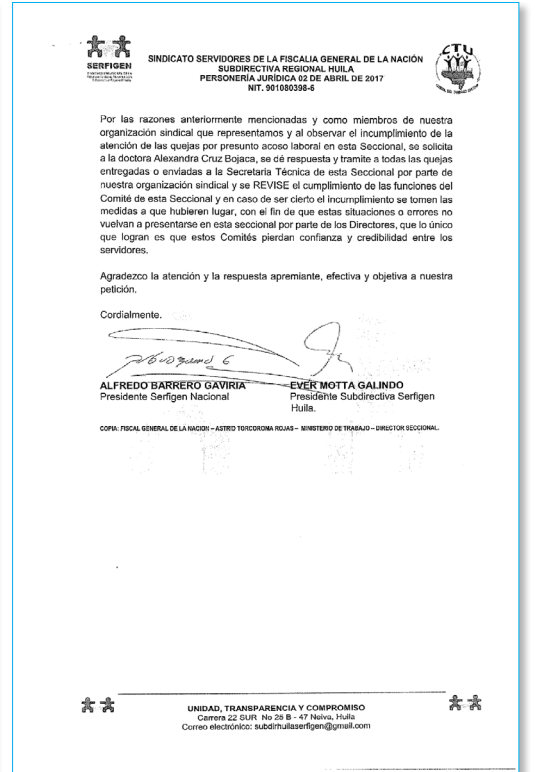 SERFIGEN
SINDICATO SERVIDORES DE LA FISCALIA GENERAL DE LA NACIÓN
SUBDIRECTIVA REGIONAL HUILA
PERSONERÍA JURÍDICA 02 DE ABRIL DE 2017
NIT. 901080398-6
CTU
Por las razones anteriormente mencionadas y como miembros de nuestra
organización sindical que representamos y al observar el incumplimiento de la
atención de las quejas por presunto acoso laboral en esta Seccional, se solicita
a la doctora Alexandra Cruz Bojaca, se dé respuesta y tramite a todas las quejas
entregadas o enviadas a la Secretaria Técnica de esta Seccional por parte de
nuestra organización sindical y se REVISE el cumplimiento de las funciones del
Comité de esta Seccional y en caso de ser cierto el incumplimiento se tomen las
medidas a que hubieren lugar, con el fin de que estas situaciones o errores no
vuelvan a presentarse en esta seccional por parte de los Directores, que lo único
que logran es que estos Comités pierdan confianza y credibilidad entre los
servidores.
Agradezco la atención y la respuesta apremiante, efectiva y objetiva a nuestra
petición.
Cordialmente.
ALFREDO BARRERO GAVIRIA EVER MOTTA GALINDO
Presidente Serfigen Nacional Presidente Subdirectiva Serfigen
Huila.
COPIA: FISCAL GENERAL DE LA NACION – ASTRID TORCOROMA ROJAS – MINISTERIO DE TRABAJO – DIRECTOR SECCIONAL.
UNIDAD, TRANSPARENCIA Y COMPROMISO
Carrera 22 SUR No 25 B - 47 Neiva, Huila
Correo electrónico: subdirhuilaserfigen@gmail.com